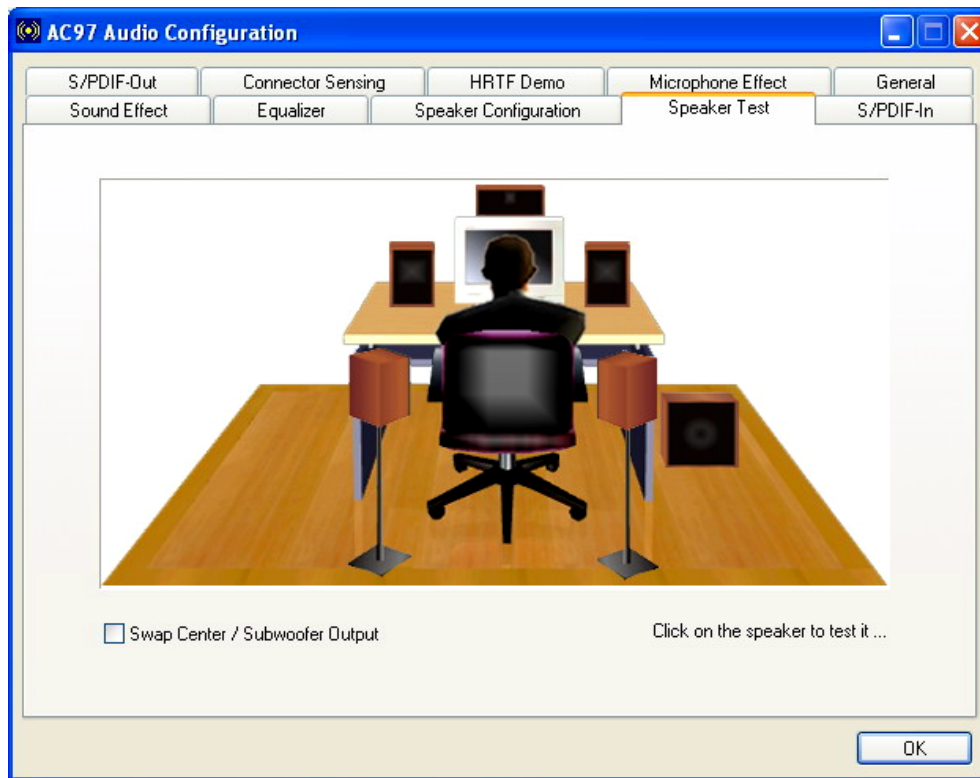 AC97 Audio Configuration
S/PDIF-Out Connector Sensing HRTF Demo Microphone Effect General
Sound Effect Equalizer Speaker Configuration Speaker Test S/PDIF-In
Swap Center / Subwoofer Output
Click on the speaker to test it ...
OK